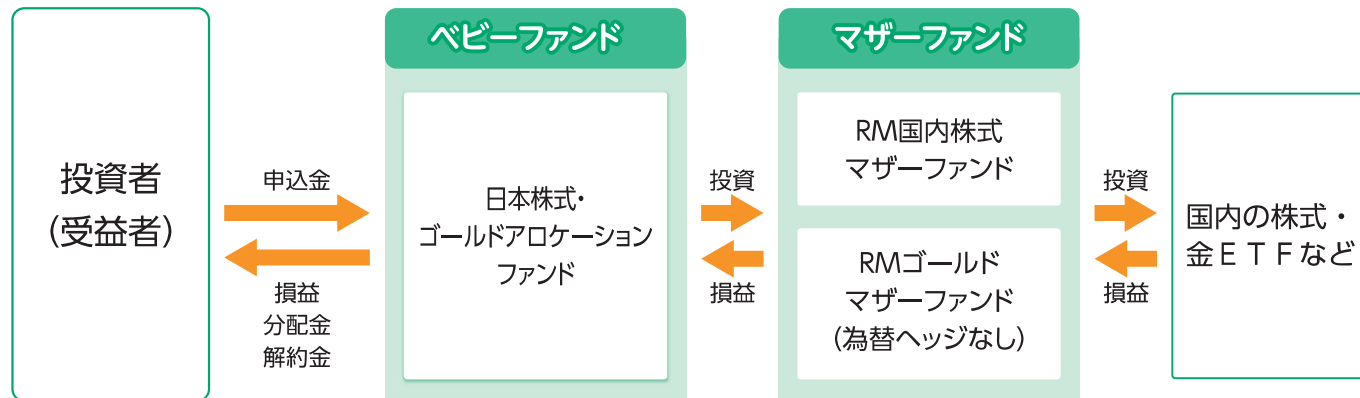 投資者
(受益者)
申込金
損益
分配金
解約金
ベビーファンド
日本株式・
ゴールドアロケーション
ファンド
投資
損益
マザーファンド
RM国内株式
マザーファンド
RMゴールド
マザーファンド
(為替ヘッジなし)
投資
損益
国内の株式・
金ETFなど